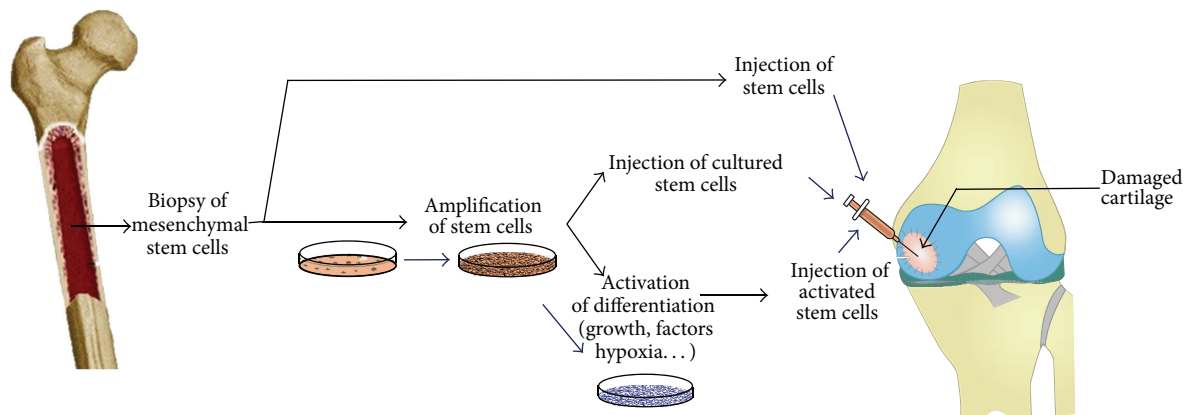 Biopsy of
mesenchymal
stem cells
Amplification
of stem cells
Injection of
stem cells
Injection of cultured
stem cells
Activation
of differentiation
(growth, factors
hypoxia. . . )
Injection of
activated
stem cells
Damaged
cartilage